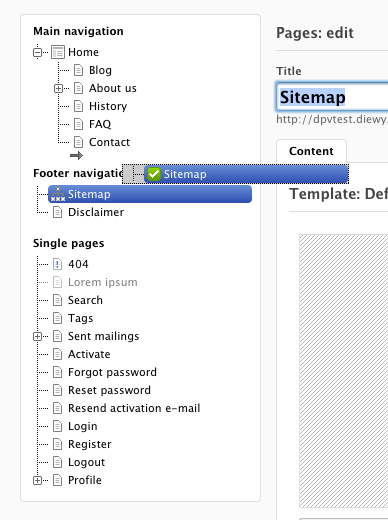 Main navigation
Home
Blog
About us
History
FAQ
Contact
Footer navigatio
Sitemap
Sitemap
Disclaimer
Single pages
404
Lorem ipsum
Search
Tags
Sent mailings
Activate
Forgot password
Reset password
Resend activation e-mail
Login
Register
Logout
Profile
Pages: edit
Title
Sitemap
http://dpvtest.diewy.
Content
Template: Def